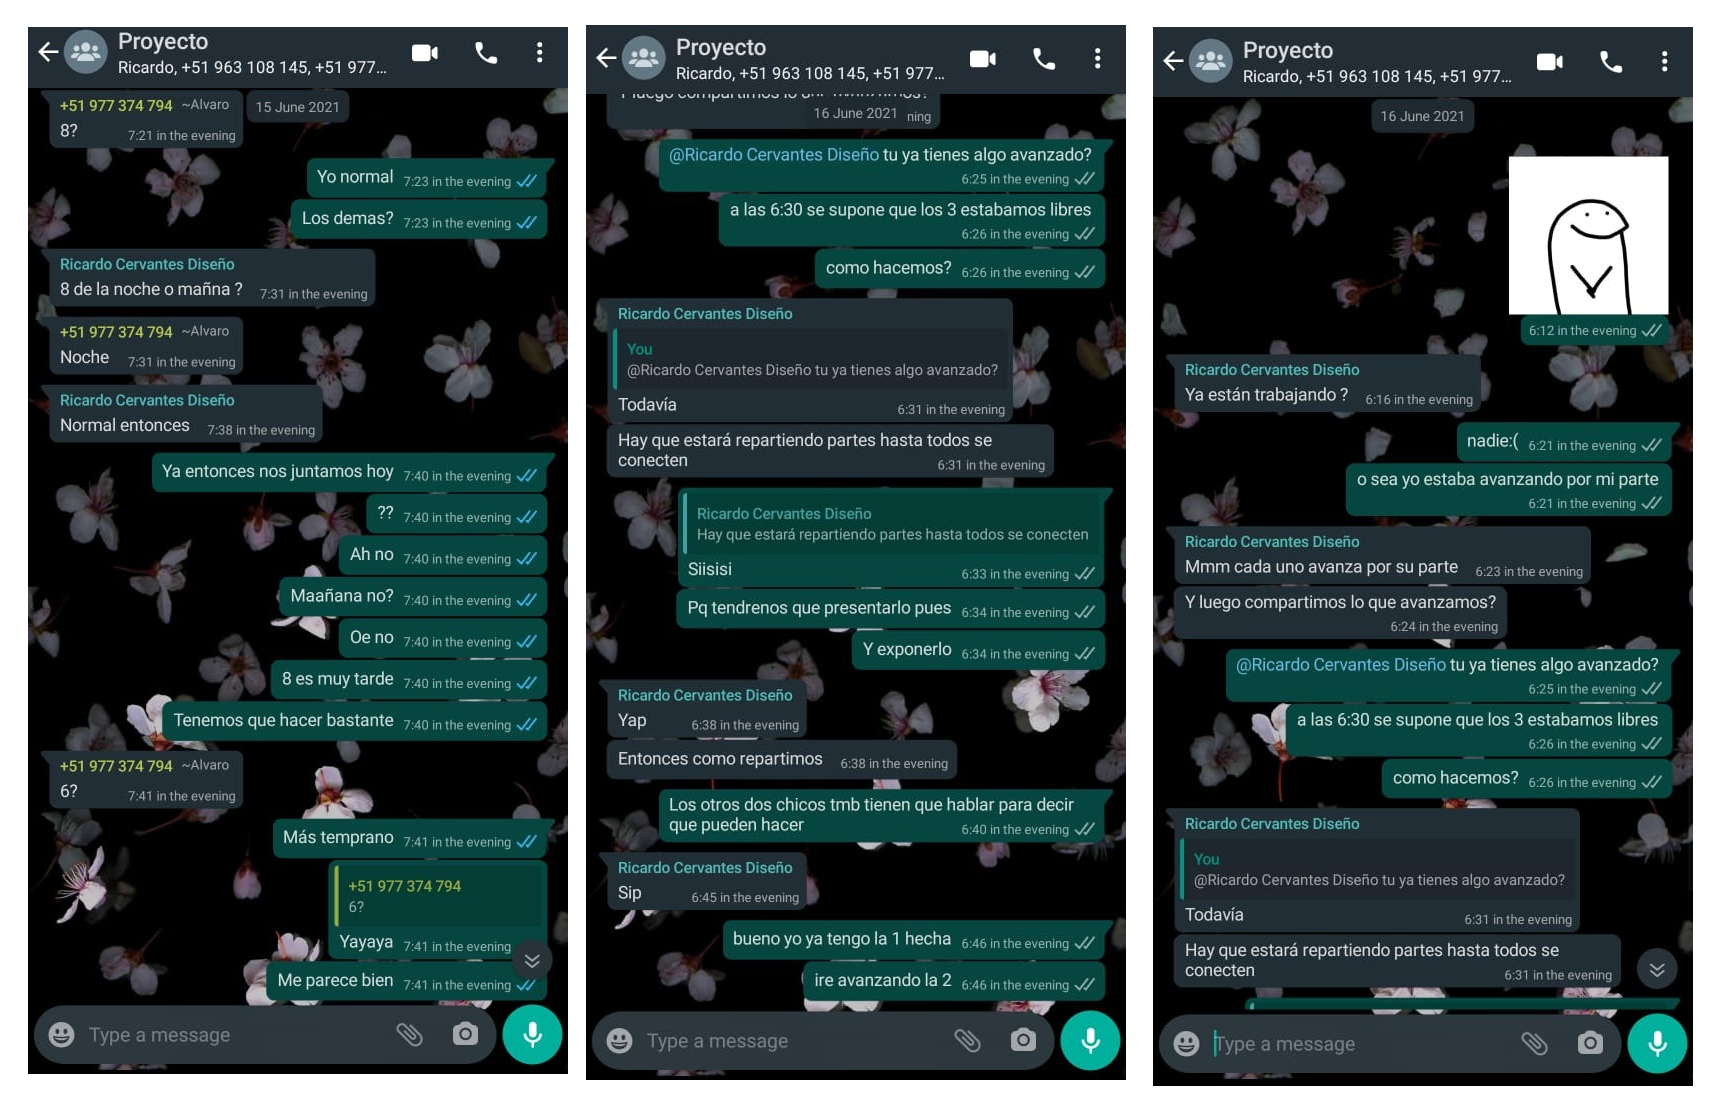 Proyecto
Ricardo, +51 963 108 145, +51 977...
+51 977 374 794 ~Alvaro
15 June 2021
8? 7:21 in the evening
Yo normal 7:23 in the evening
Los demas? 7:23 in the evening
Ricardo Cervantes Diseño
8 de la noche o mañna ? 7:31 in the evening
+51 977 374 794 ~Alvaro
Noche 7:31 in the evening
Ricardo Cervantes Diseño
Normal entonces 7:38 in the evening
Ya entonces nos juntamos hoy 7:40 in the evening
?? 7:40 in the evening
Ah no 7:40 in the evening
Maañana no? 7:40 in the evening
Oe no 7:40 in the evening
8 es muy tarde 7:40 in the evening
Tenemos que hacer bastante 7:40 in the evening
+51 977 374 794 ~Alvaro
6? 7:41 in the evening
Más temprano 7:41 in the evening
+51 977 374 794
6?
Yayaya 7:41 in the evening
Me parece bien 7:41 in the evening
Type a message
Proyecto
Ricardo, +51 963 108 145, +51 977...
Y luego compartimos lo que avanzamos?
16 June 2021 ning
@Ricardo Cervantes Diseño tu ya tienes algo avanzado?
6:25 in the evening
a las 6:30 se supone que los 3 estabamos libres
6:26 in the evening
como hacemos? 6:26 in the evening
Ricardo Cervantes Diseño
You
@Ricardo Cervantes Diseño tu ya tienes algo avanzado?
Todavía 6:31 in the evening
Hay que estará repartiendo partes hasta todos se
conecten 6:31 in the evening
Ricardo Cervantes Diseño
Hay que estará repartiendo partes hasta todos se conecten
Siisisi 6:33 in the evening
Pq tendrenos que presentarlo pues 6:34 in the evening
Y exponerlo 6:34 in the evening
Ricardo Cervantes Diseño
Yap 6:38 in the evening
Entonces como repartimos 6:38 in the evening
Los otros dos chicos tmb tienen que hablar para decir
que pueden hacer 6:40 in the evening
Ricardo Cervantes Diseño
Sip 6:45 in the evening
bueno yo ya tengo la 1 hecha 6:46 in the evening
ire avanzando la 2 6:46 in the evening
Type a message
Proyecto
Ricardo, +51 963 108 145, +51 977...
16 June 2021
6:12 in the evening
Ricardo Cervantes Diseño
Ya están trabajando ? 6:16 in the evening
nadie:( 6:21 in the evening
o sea yo estaba avanzando por mi parte
6:21 in the evening
Ricardo Cervantes Diseño
Mmm cada uno avanza por su parte 6:23 in the evening
Y luego compartimos lo que avanzamos?
6:24 in the evening
@Ricardo Cervantes Diseño tu ya tienes algo avanzado?
6:25 in the evening
a las 6:30 se supone que los 3 estabamos libres
6:26 in the evening
como hacemos? 6:26 in the evening
Ricardo Cervantes Diseño
You
@Ricardo Cervantes Diseño tu ya tienes algo avanzado?
Todavía 6:31 in the evening
Hay que estará repartiendo partes hasta todos se
conecten 6:31 in the evening
Type a message